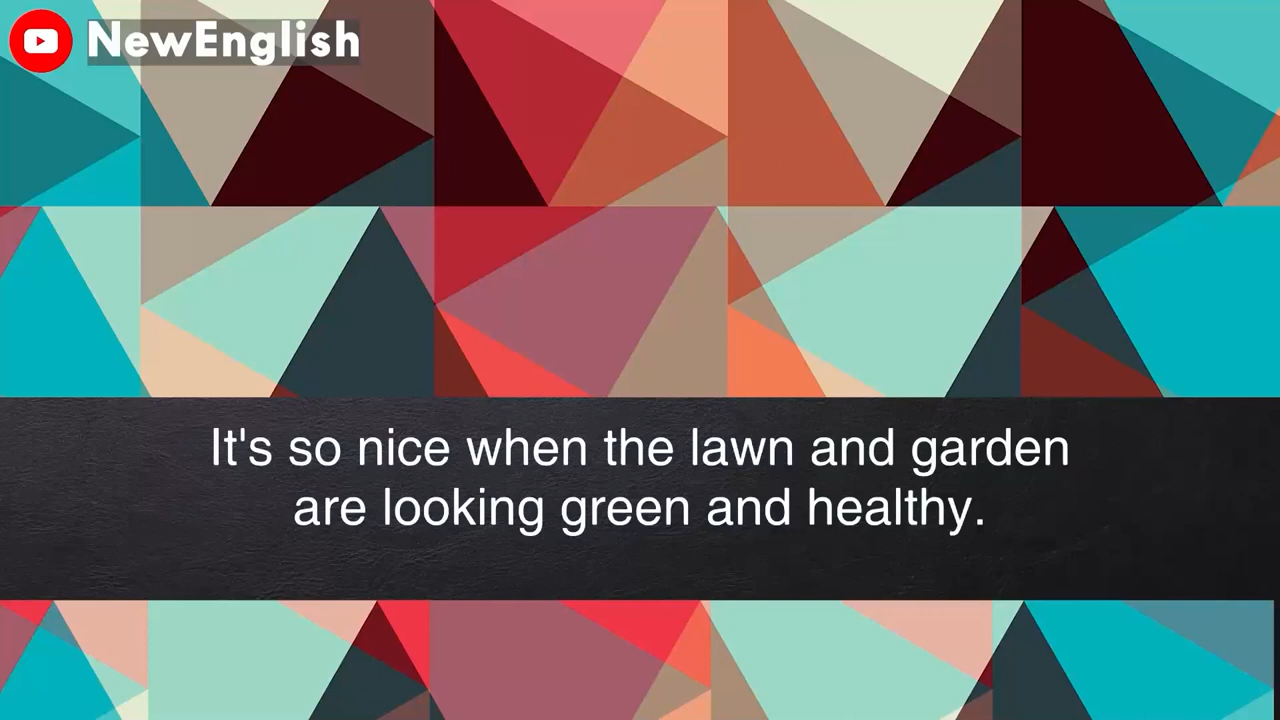 NewEnglish
It's so nice when the lawn and garden
are looking green and healthy.